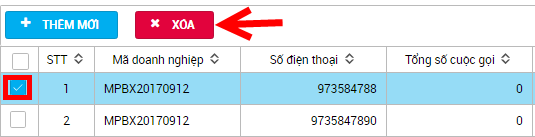 THÊM MỚI XÓA
STT Mã doanh nghiệp Số điện thoại Tổng số cuộc gọi
1 MPBX20170912 973584788 0
2 MPBX20170912 9735847890 0